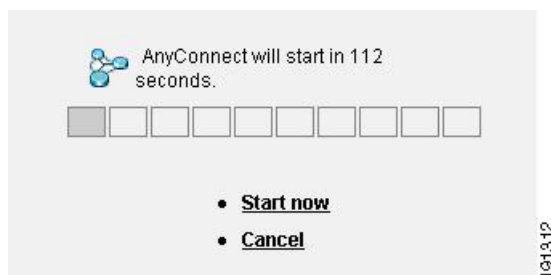 AnyConnect will start in 112
seconds.
Start now
Cancel
191312